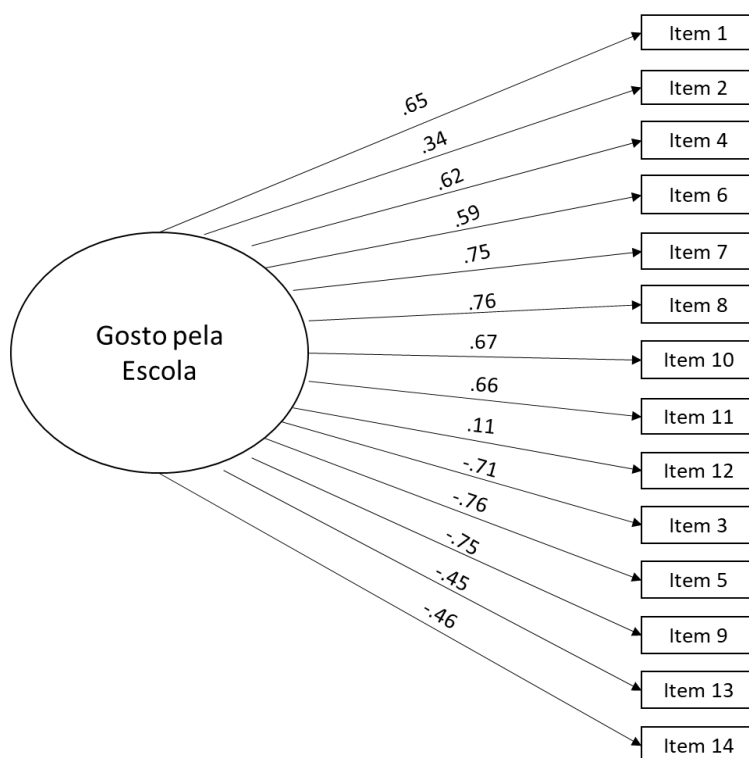 Item 1
.65
Item 2
.34
Item 4
.62
Item 6
.59
Item 7
.75
Item 8
.76
Gosto pela
Escola
.67
Item 10
.66
Item 11
.11
Item 12
-.71
Item 3
-.76
Item 5
-.75
Item 9
-.45
Item 13
-.46
Item 14